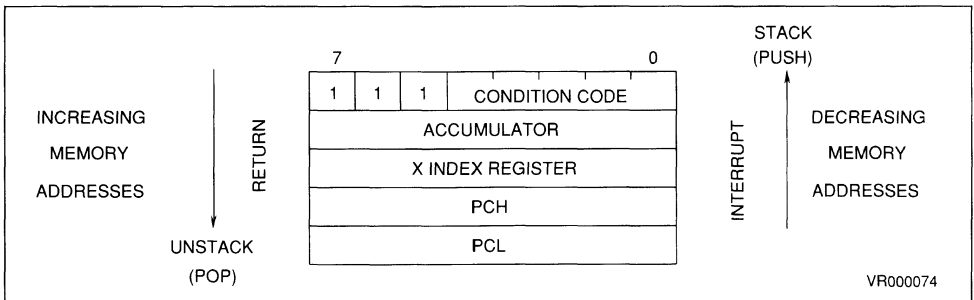 STACK
(PUSH)
7 0
1 1 1 CONDITION CODE
ACCUMULATOR
X INDEX REGISTER
PCH
PCL
INCREASING
MEMORY
ADDRESSES
RETURN
UNSTACK
(POP)
INTERRUPT
DECREASING
MEMORY
ADDRESSES
VR000074